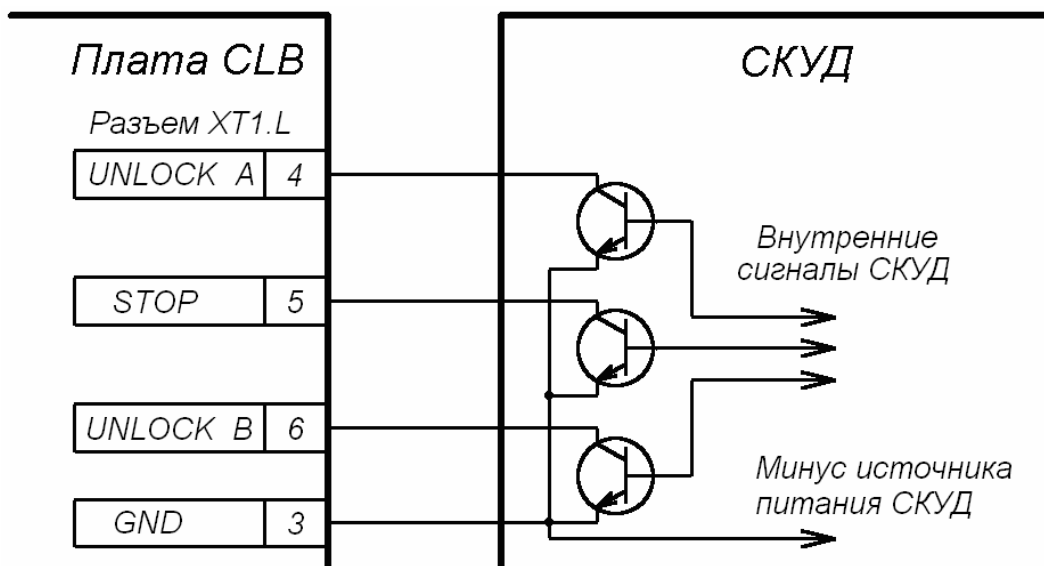 Плата CLB
СКУД
Разъем XT1.L
UNLOCK A 4
STOP 5
UNLOCK B 6
GND 3
Внутренние
сигналы СКУД
Минус источника
питания СКУД